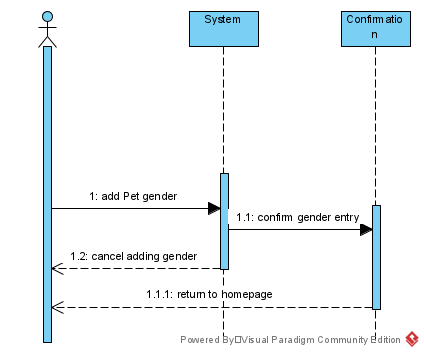 System
Confirmatio
n
1: add Pet gender
1.1: confirm gender entry
1.2: cancel adding gender
1.1.1: return to homepage
Powered By□Visual Paradigm Community Edition